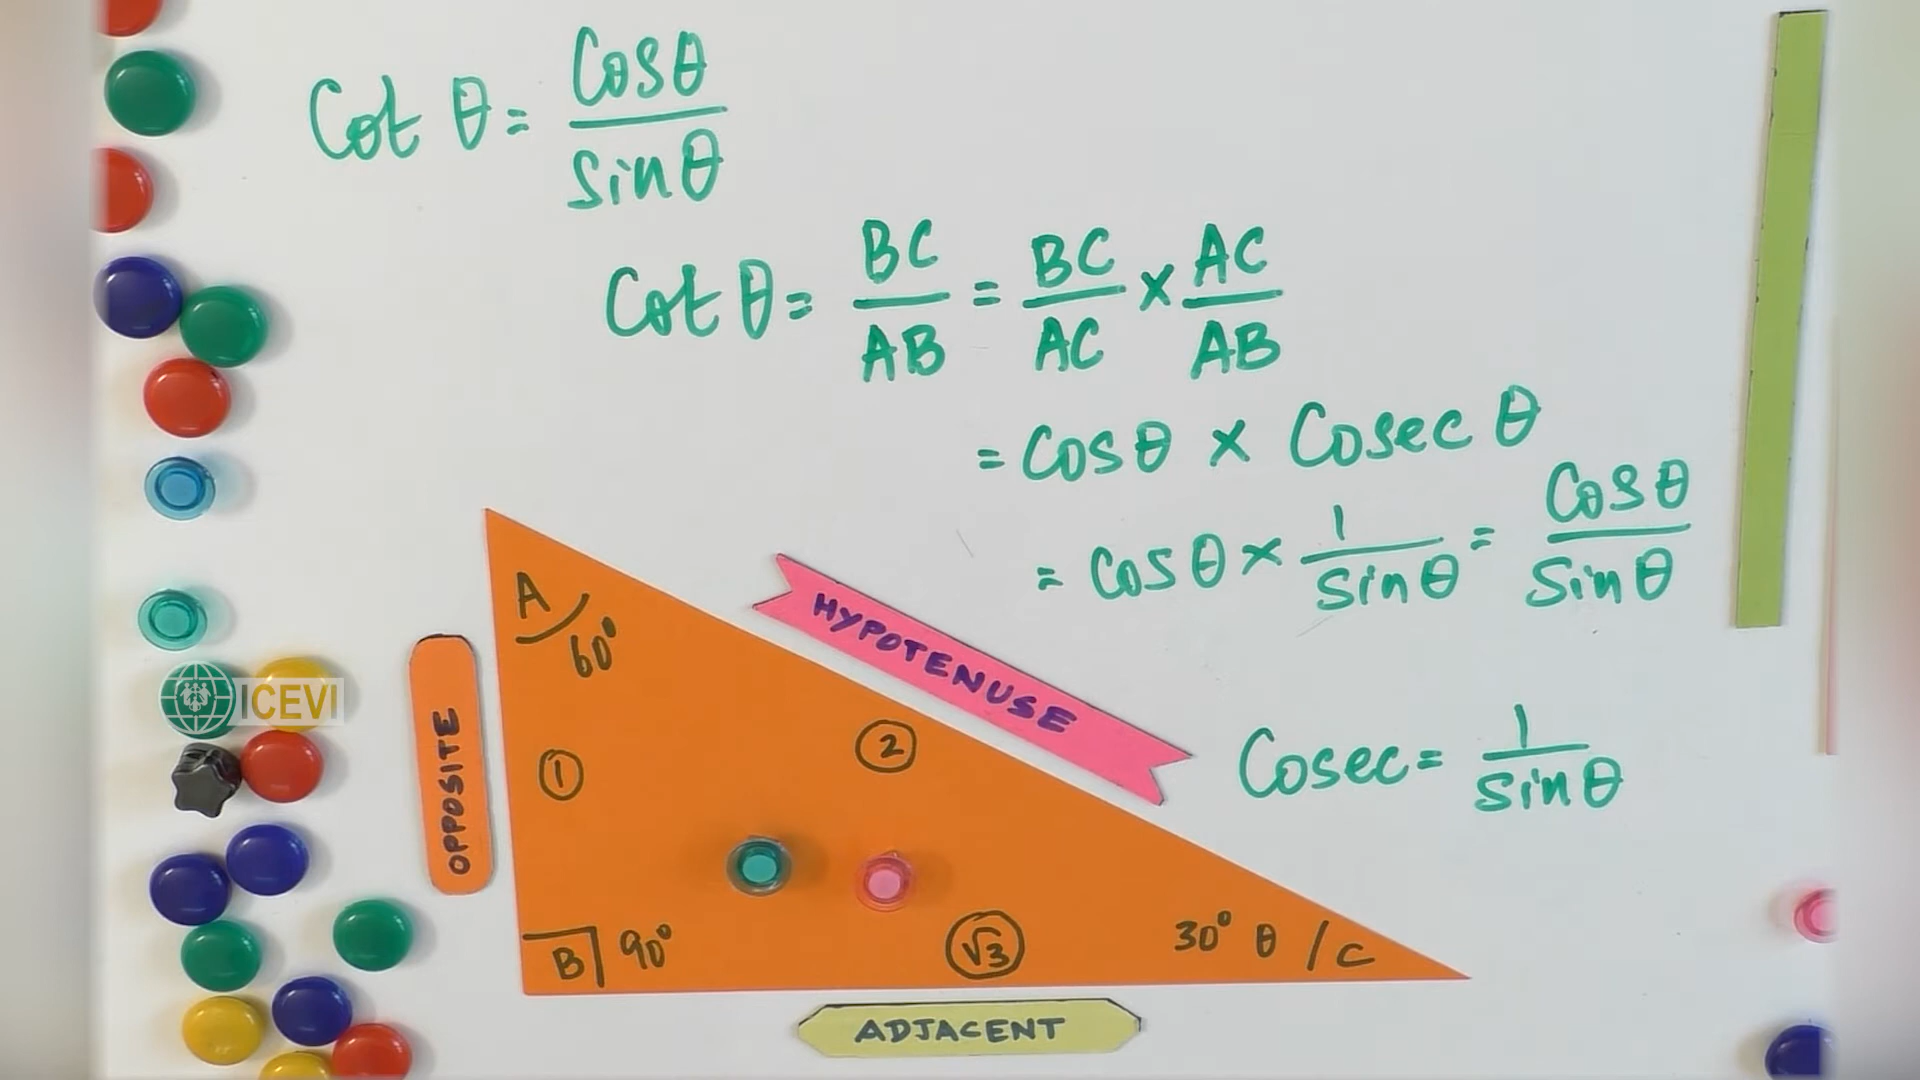 Cot θ = Cosθ / Sinθ
Cot θ = BC / AB = BC / AC × AC / AB
= Cosθ × Cosec θ
= Cosθ × 1 / Sinθ = Cosθ / Sinθ
Cosec = 1 / Sinθ
HYPOTENUSE
OPPOSITE
A
60°
1
2
√3
B 90°
30° θ / C
ADJACENT
ICEVI